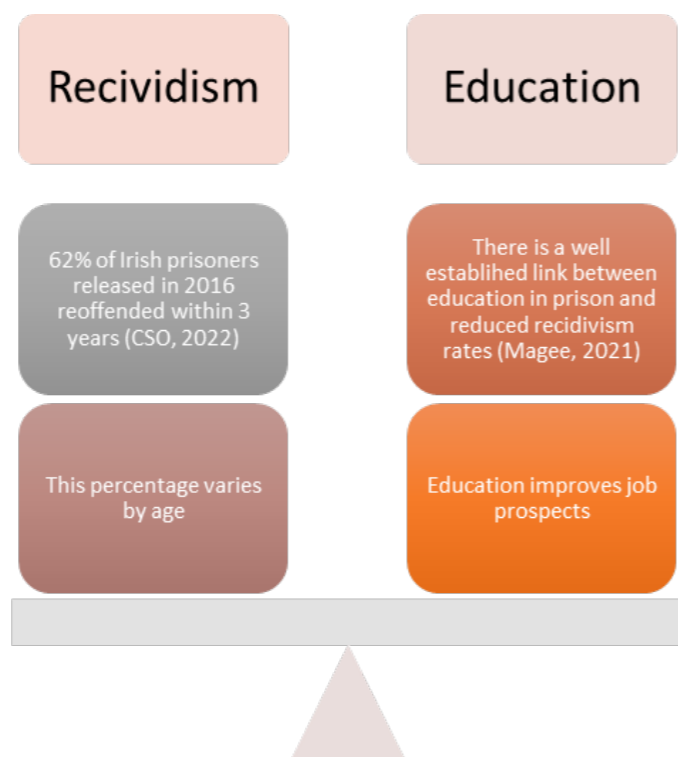 Recividism
Education
62% of Irish prisoners
released in 2016
reoffended within 3
years (CSO, 2022)
There is a well
establihed link between
education in prison and
reduced recidivism
rates (Magee, 2021)
This percentage varies
by age
Education improves job
prospects